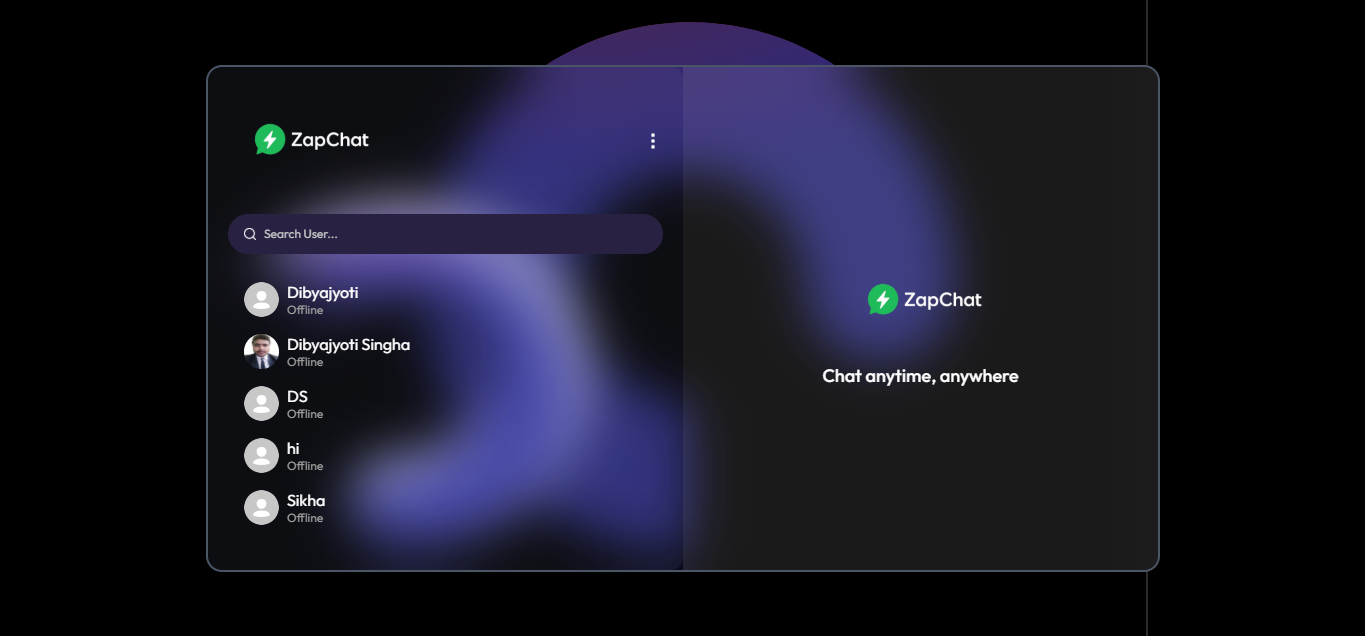 ZapChat
Search User...
Dibyajyoti
Offline
Dibyajyoti Singha
Offline
DS
Offline
hi
Offline
Sikha
Offline
ZapChat
Chat anytime, anywhere